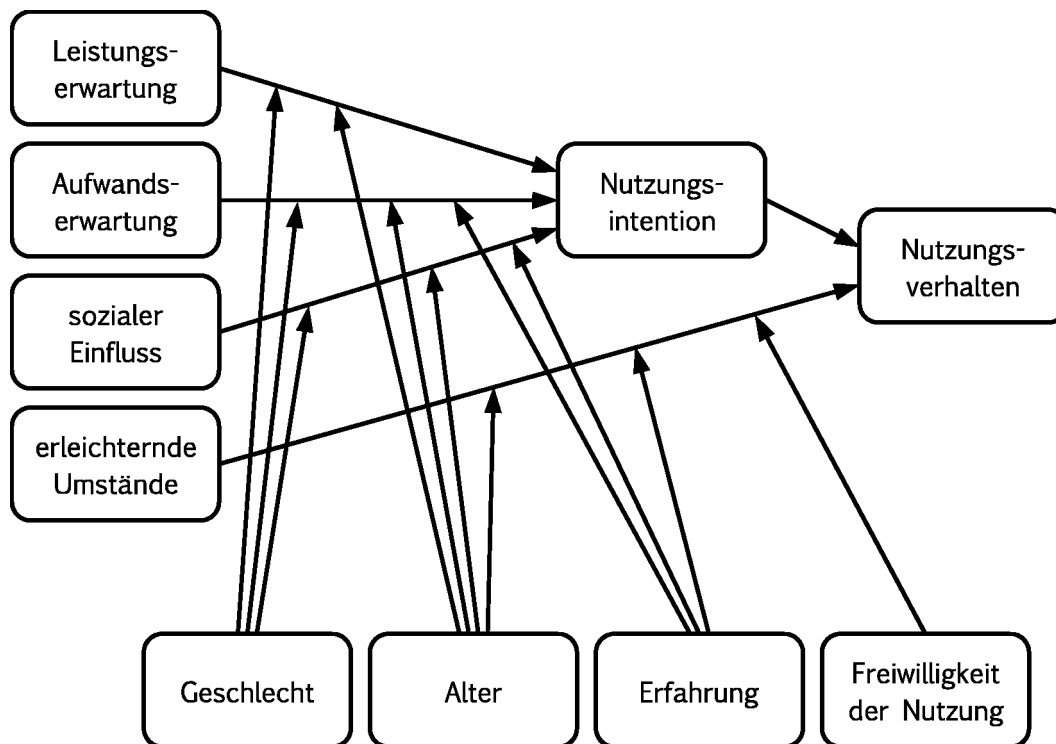 Leistungs-
erwartung
Aufwands-
erwartung
sozialer
Einfluss
erleichternde
Umstände
Nutzungs-
intention
Nutzungs-
verhalten
Geschlecht
Alter
Erfahrung
Freiwilligkeit
der Nutzung